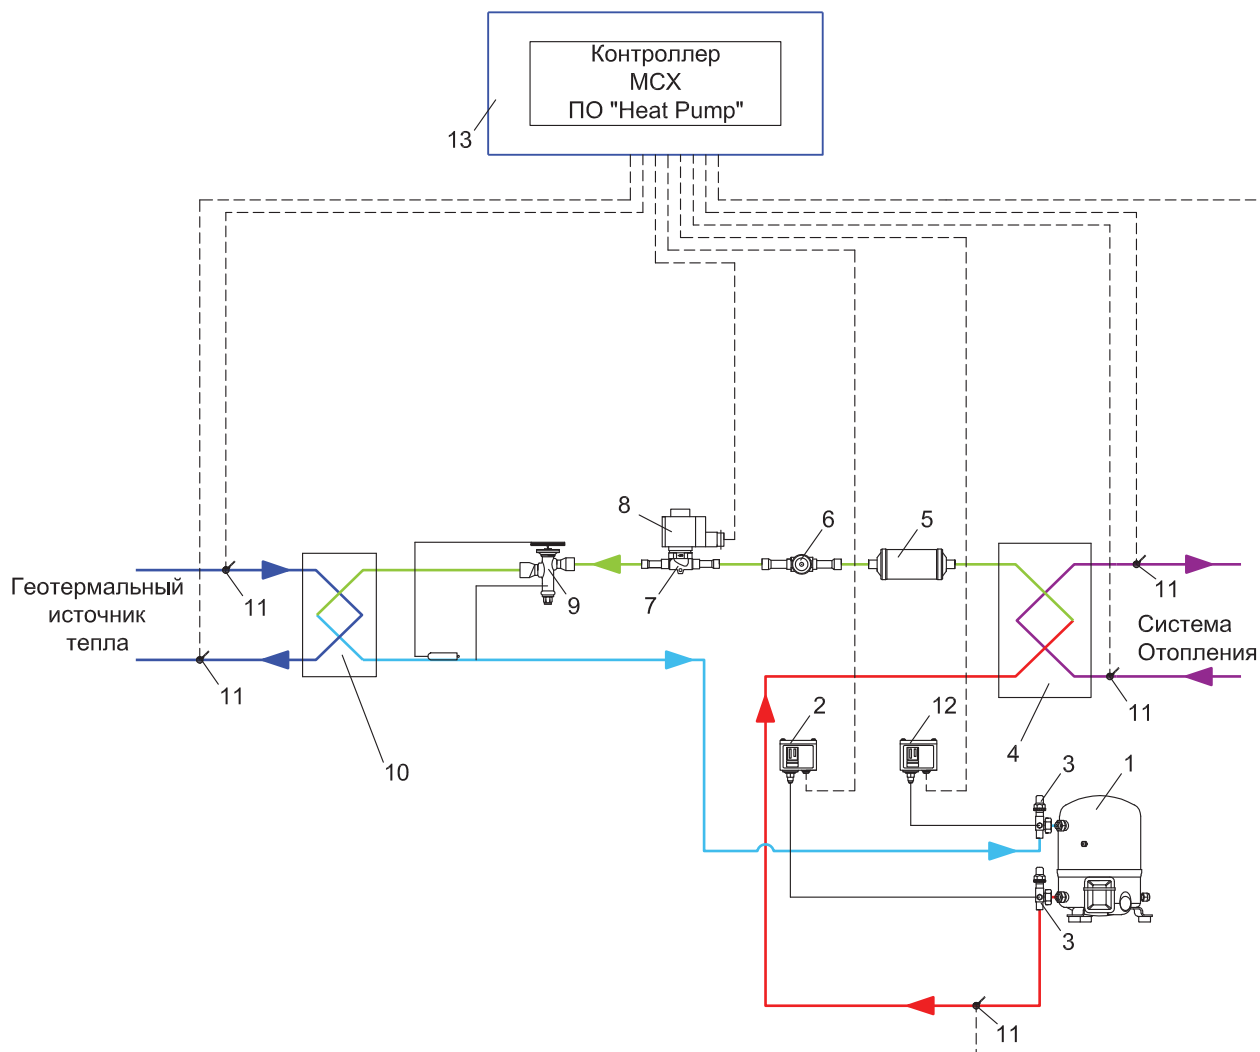 Контроллер
МСХ
ПО "Heat Pump"
13
8
6
5
Геотермальный
источник
тепла
11
9
7
11
Система
Отопления
11
10
2
12
4
11
3
1
3
11